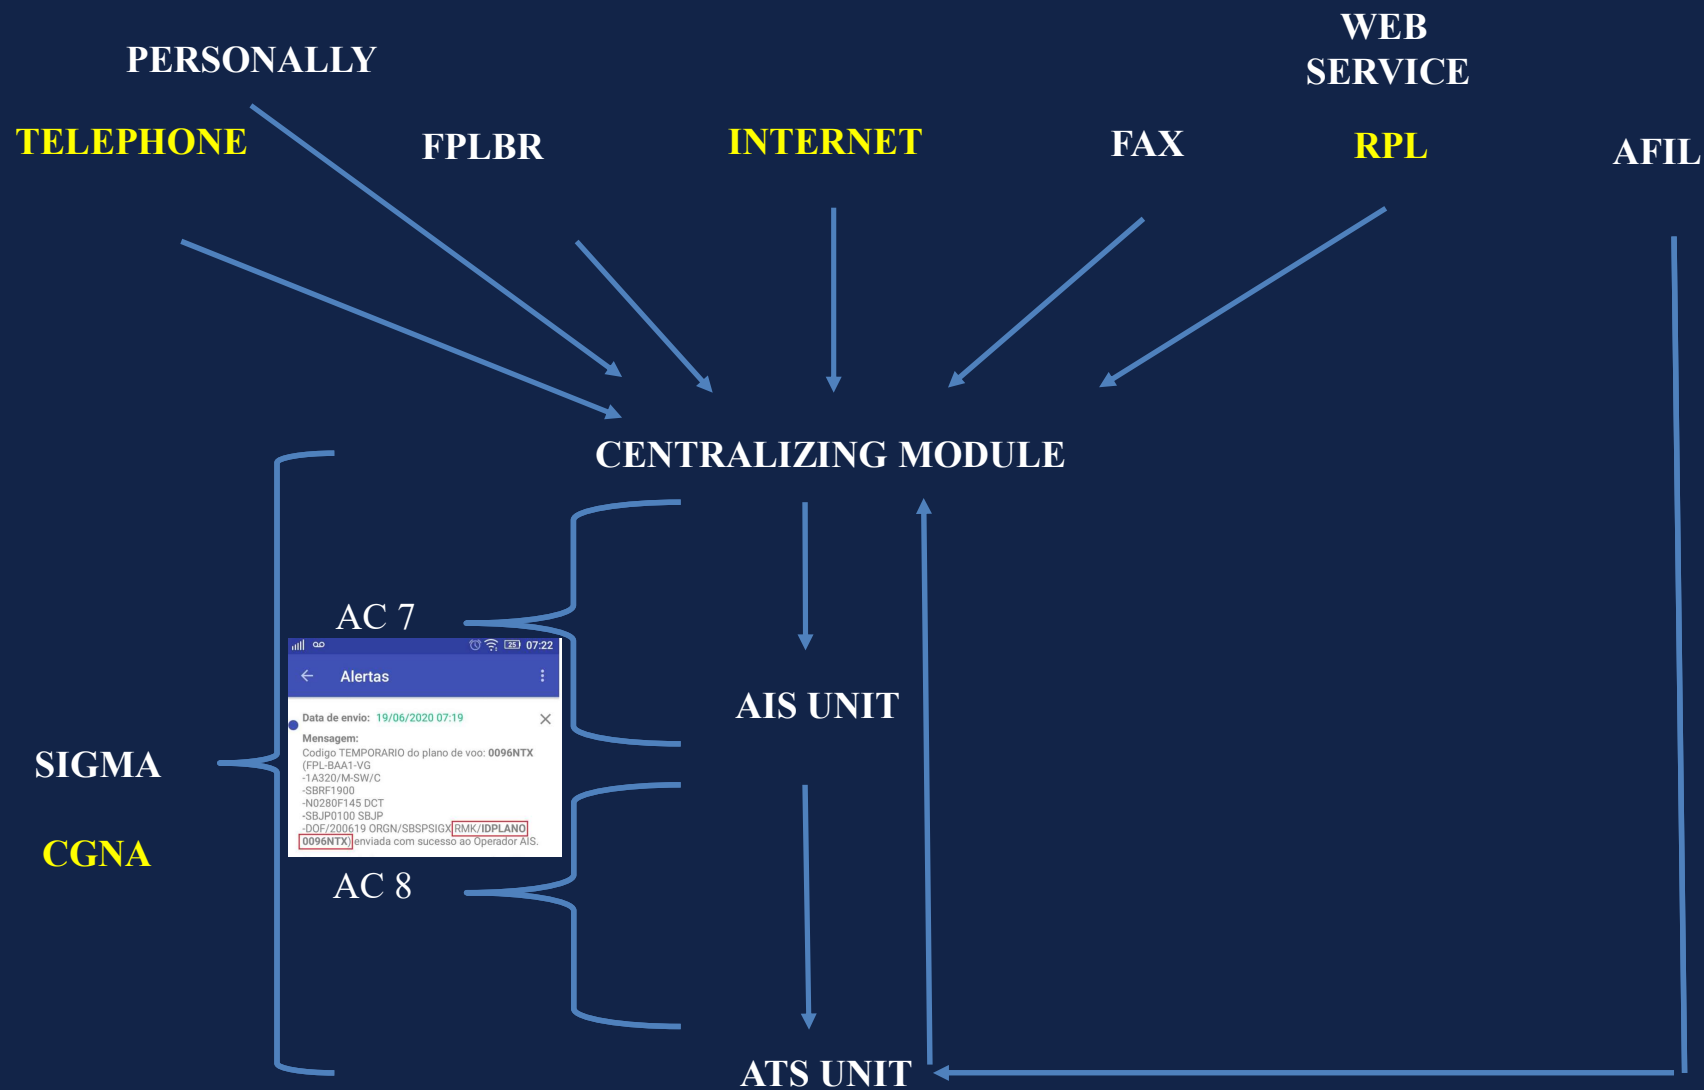 WEB
SERVICE
PERSONALLY
TELEPHONE
FPLBR
INTERNET
FAX
RPL
AFIL
CENTRALIZING MODULE
AC 7
25 07:22
Alertas
Data de envio: 19/06/2020 07:19
Mensagem:
Codigo TEMPORARIO do plano de voo: 0096NTX
(FPL-BAA1-VG
-1A320/M-SW/C
-SBRF1900
-N0280F145 DCT
-SBJP0100 SBJP
-DOF/200619 ORGN/SBSPSIGX RMK/IDPLANO
0096NTX) enviada com sucesso ao Operador AIS.
AIS UNIT
SIGMA
CGNA
AC 8
ATS UNIT